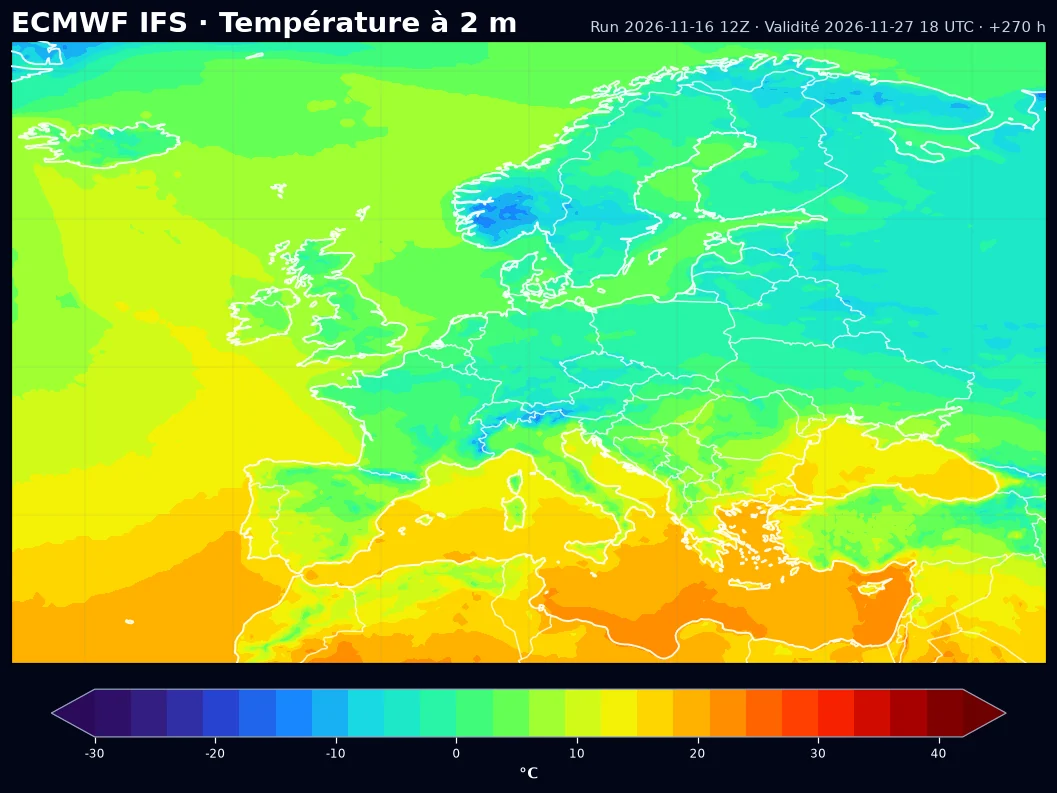 ECMWF IFS · Température à 2 m
Run 2026-11-16 12Z · Validité 2026-11-27 18 UTC · +270 h
-30 -20 -10 0 10 20 30 40
°C